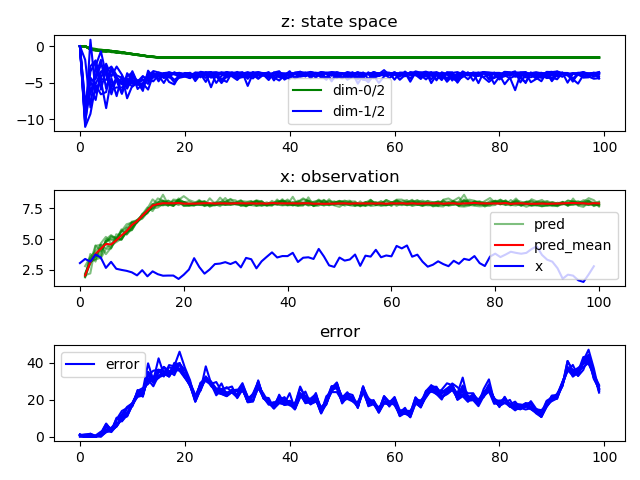 z: state space
0
−5
−10
dim-0/2
dim-1/2
0 20 40 60 80 100
x: observation
7.5
5.0
2.5
pred
pred_mean
x
0 20 40 60 80 100
error
40
20
0
error
0 20 40 60 80 100